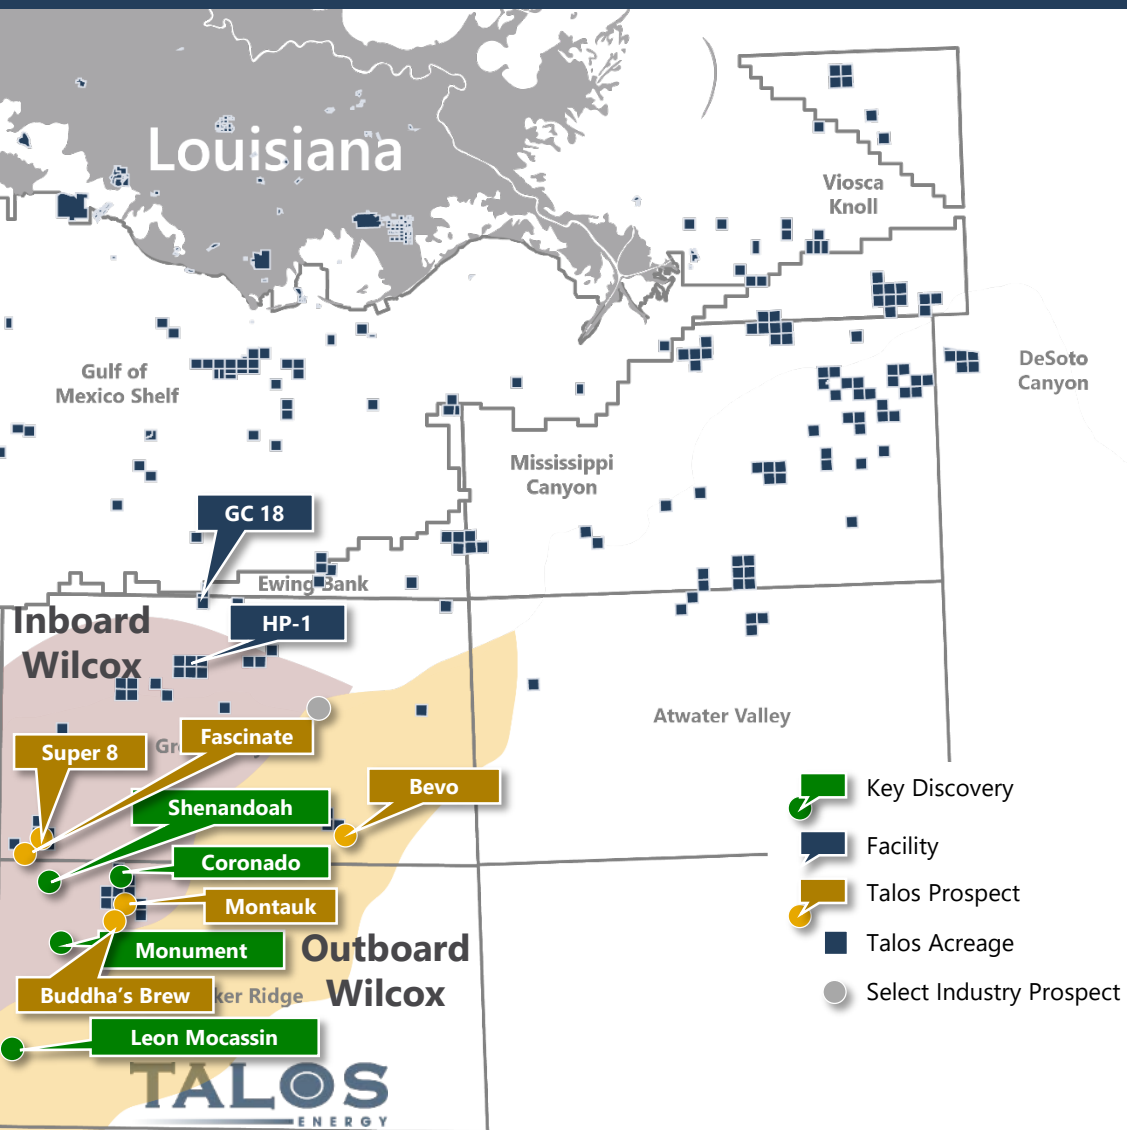 Louisiana
Viosca
Knoll
Gulf of
Mexico Shelf
DeSoto
Canyon
Mississippi
Canyon
GC 18
Ewing Bank
Inboard
Wilcox
HP-1
Atwater Valley
Super 8
Fascinate
Bevo
Shenandoah
Coronado
Montauk
Monument
Outboard
Wilcox
Buddha’s Brew
ker Ridge
Leon Mocassin
TALOS
ENERGY
Key Discovery
Facility
Talos Prospect
Talos Acreage
Select Industry Prospect